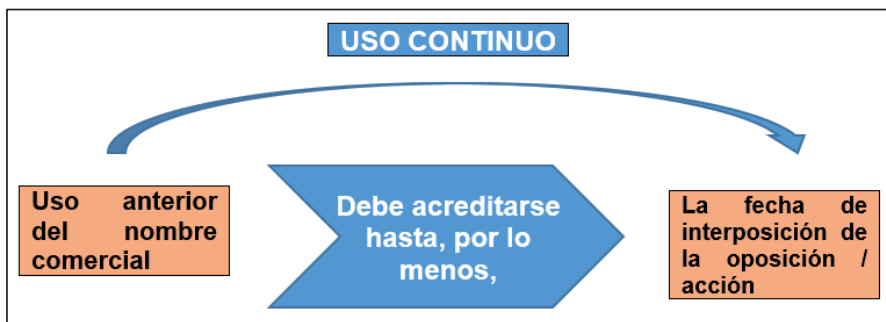 USO CONTINUO
Uso anterior
del nombre
comercial
Debe acreditarse
hasta, por lo
menos,
La fecha de
interposición de
la oposición /
acción